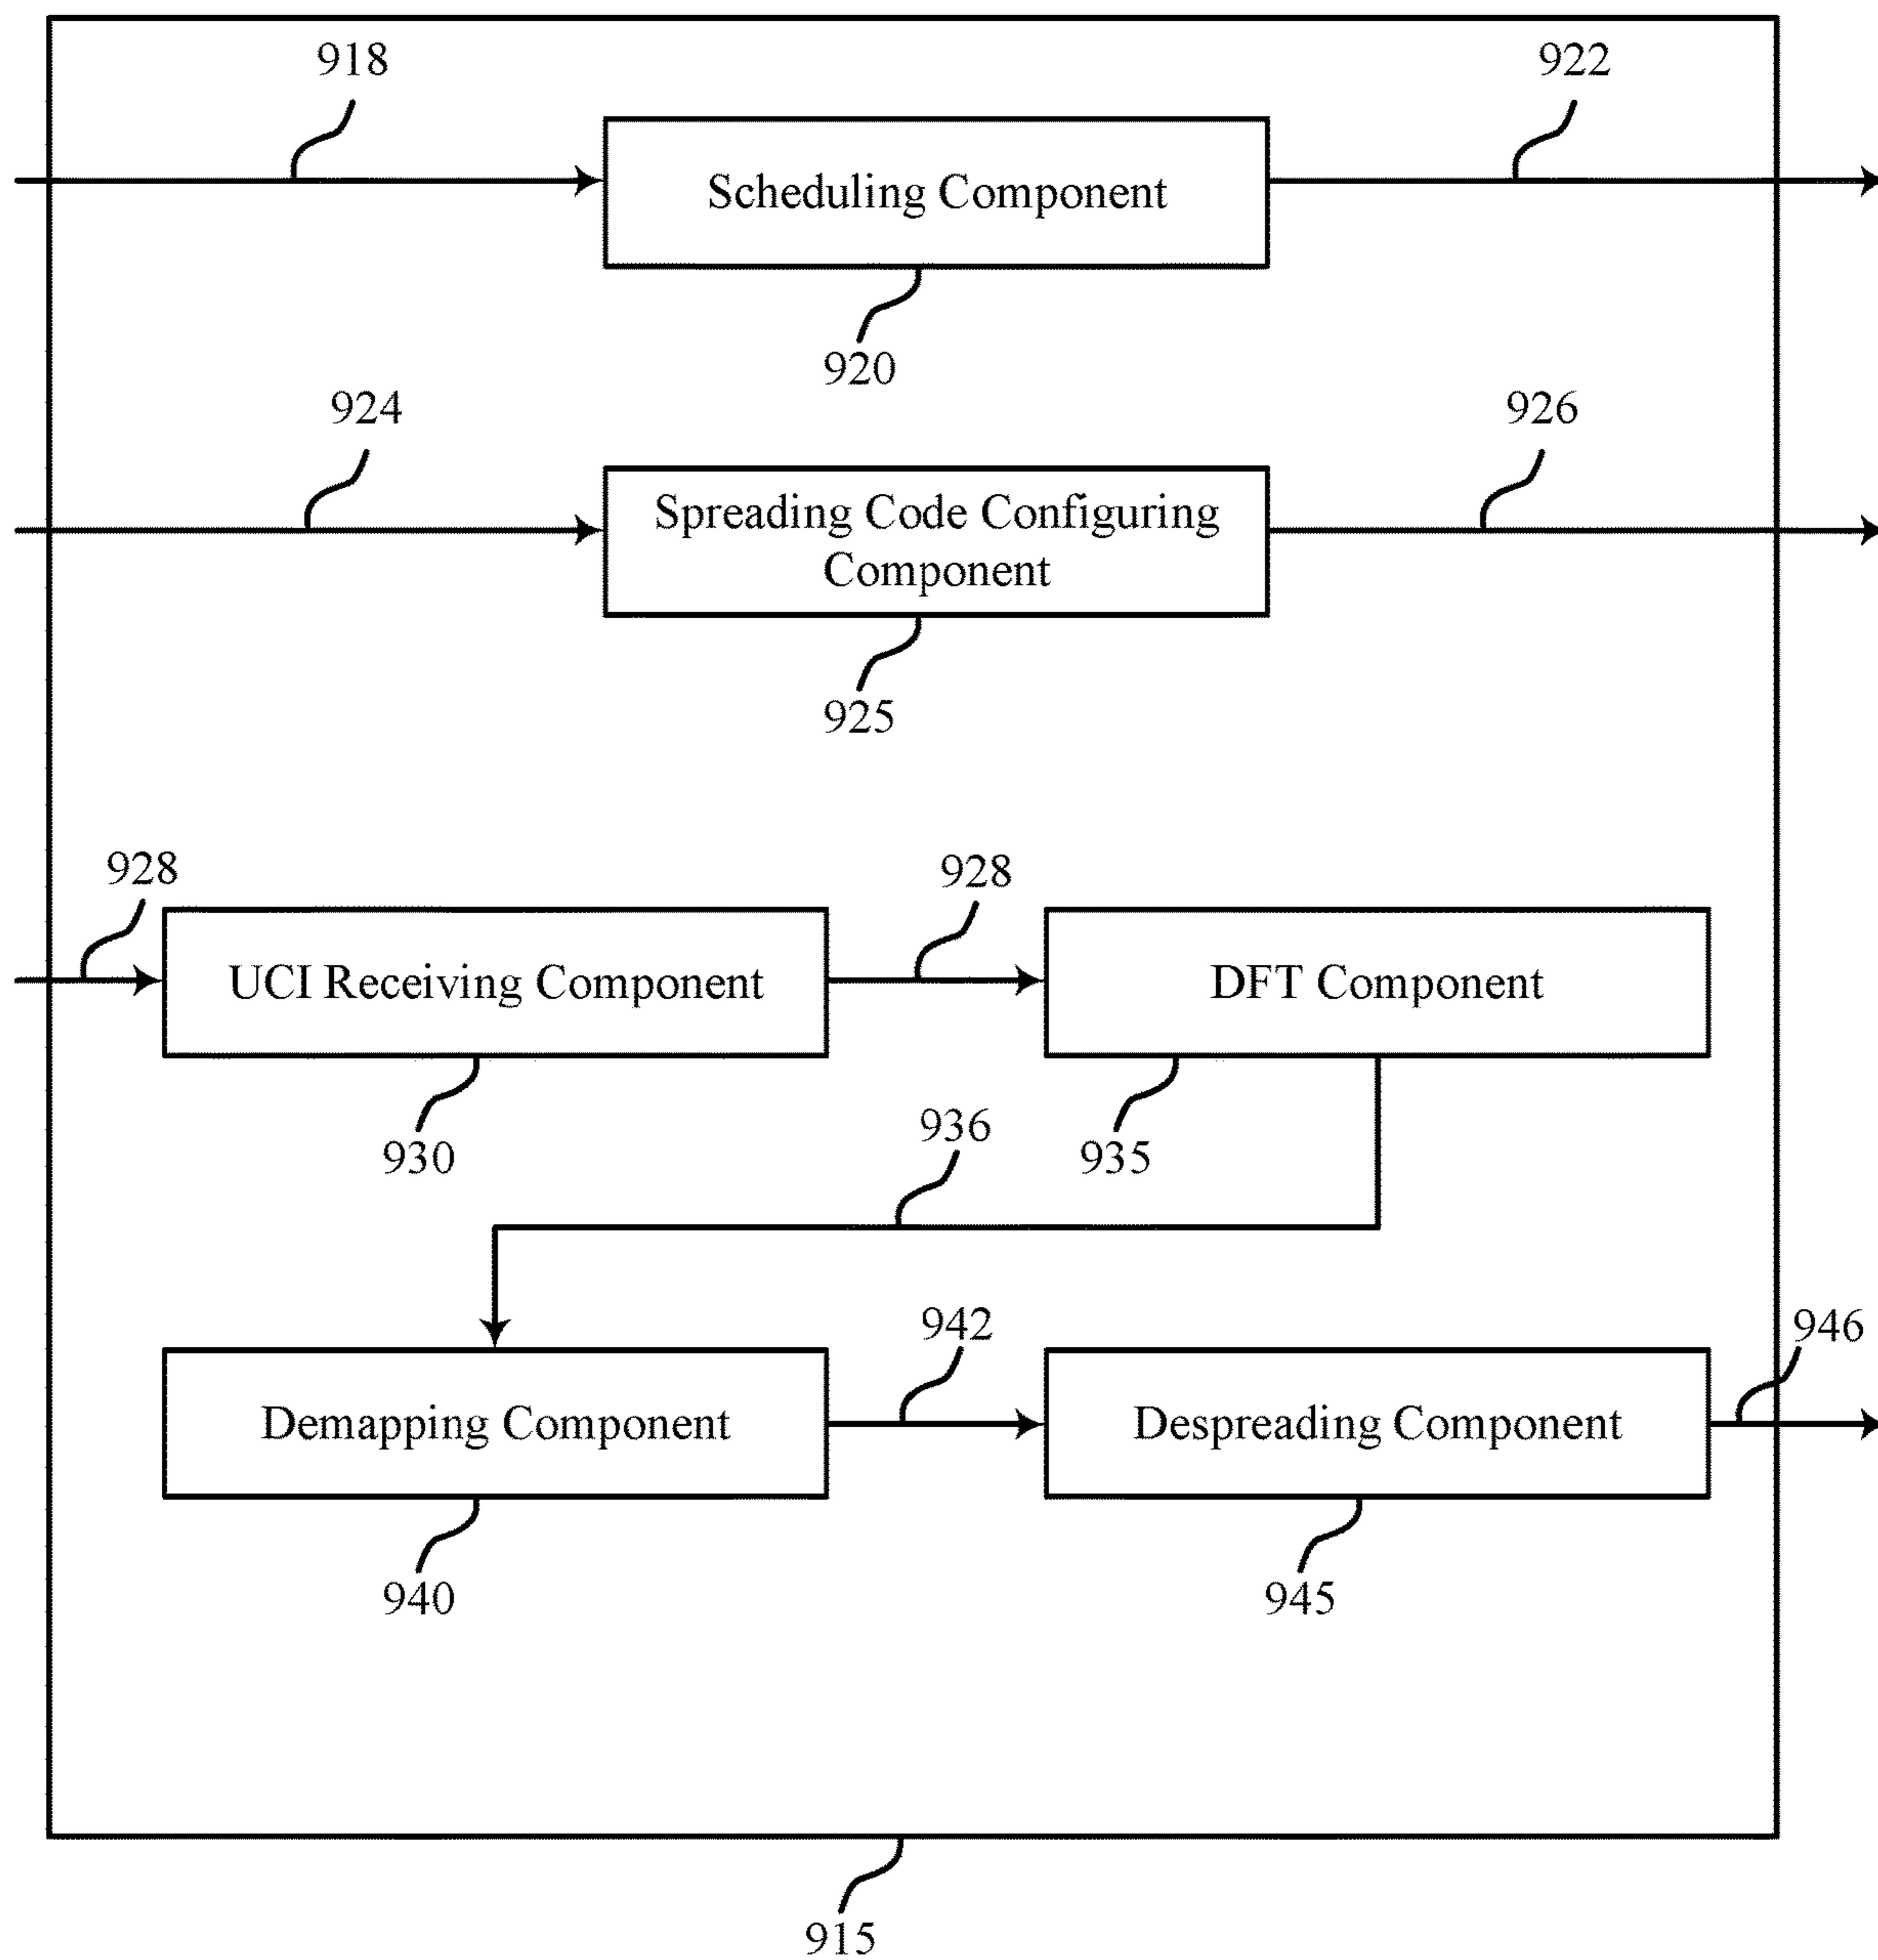 918
922
Scheduling Component
920
924
926
Spreading Code Configuring
Component
925
928
928
UCI Receiving Component
DFT Component
930
936
935
942
946
Demapping Component
Despreading Component
940
945
915